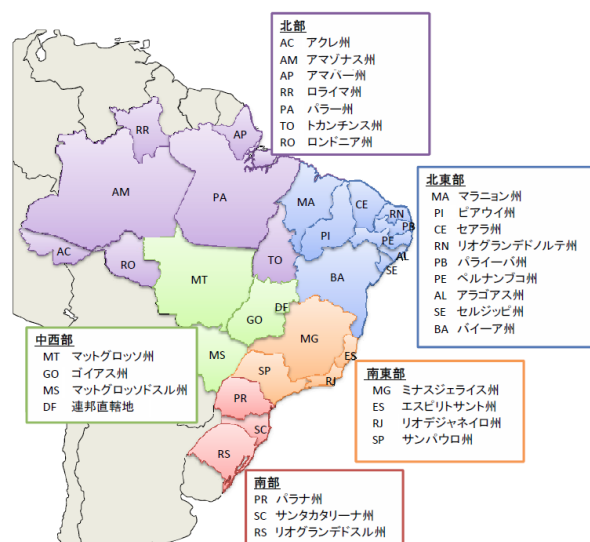 北部
AC アクレ州
AM アマゾナス州
AP アマパー州
RR ロライマ州
PA パラー州
TO トカンチンス州
RO ロンドニア州
北東部
MA マラニョン州
PI ピアウイ州
CE セアラ州
RN リオグランデドノルテ州
PB パライーバ州
PE ペルナンブコ州
AL アラゴアス州
SE セルジッピ州
BA バイーア州
RR
AP
AM
PA
MA
CE
RN
PB
PI
PE
AL
SE
AC
RO
TO
BA
MT
DF
GO
MG
MS
ES
SP
RJ
PR
SC
RS
中西部
MT マットグロッソ州
GO ゴイアス州
MS マットグロッソドスル州
DF 連邦直轄地
南東部
MG ミナスジェライス州
ES エスピリトサント州
RJ リオデジャネイロ州
SP サンパウロ州
南部
PR パラナ州
SC サンタカタリーナ州
RS リオグランデドスル州